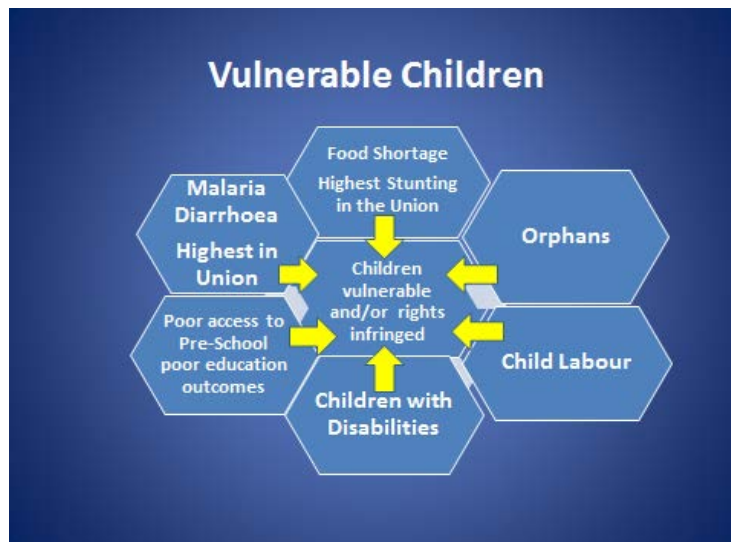 Vulnerable Children
Food Shortage
Highest Stunting
in the Union
Malaria
Diarrhoea
Highest in
Union
Orphans
Children
vulnerable
and/or rights
infringed
Poor access to
Pre-School
poor education
outcomes
Child Labour
Children with
Disabilities